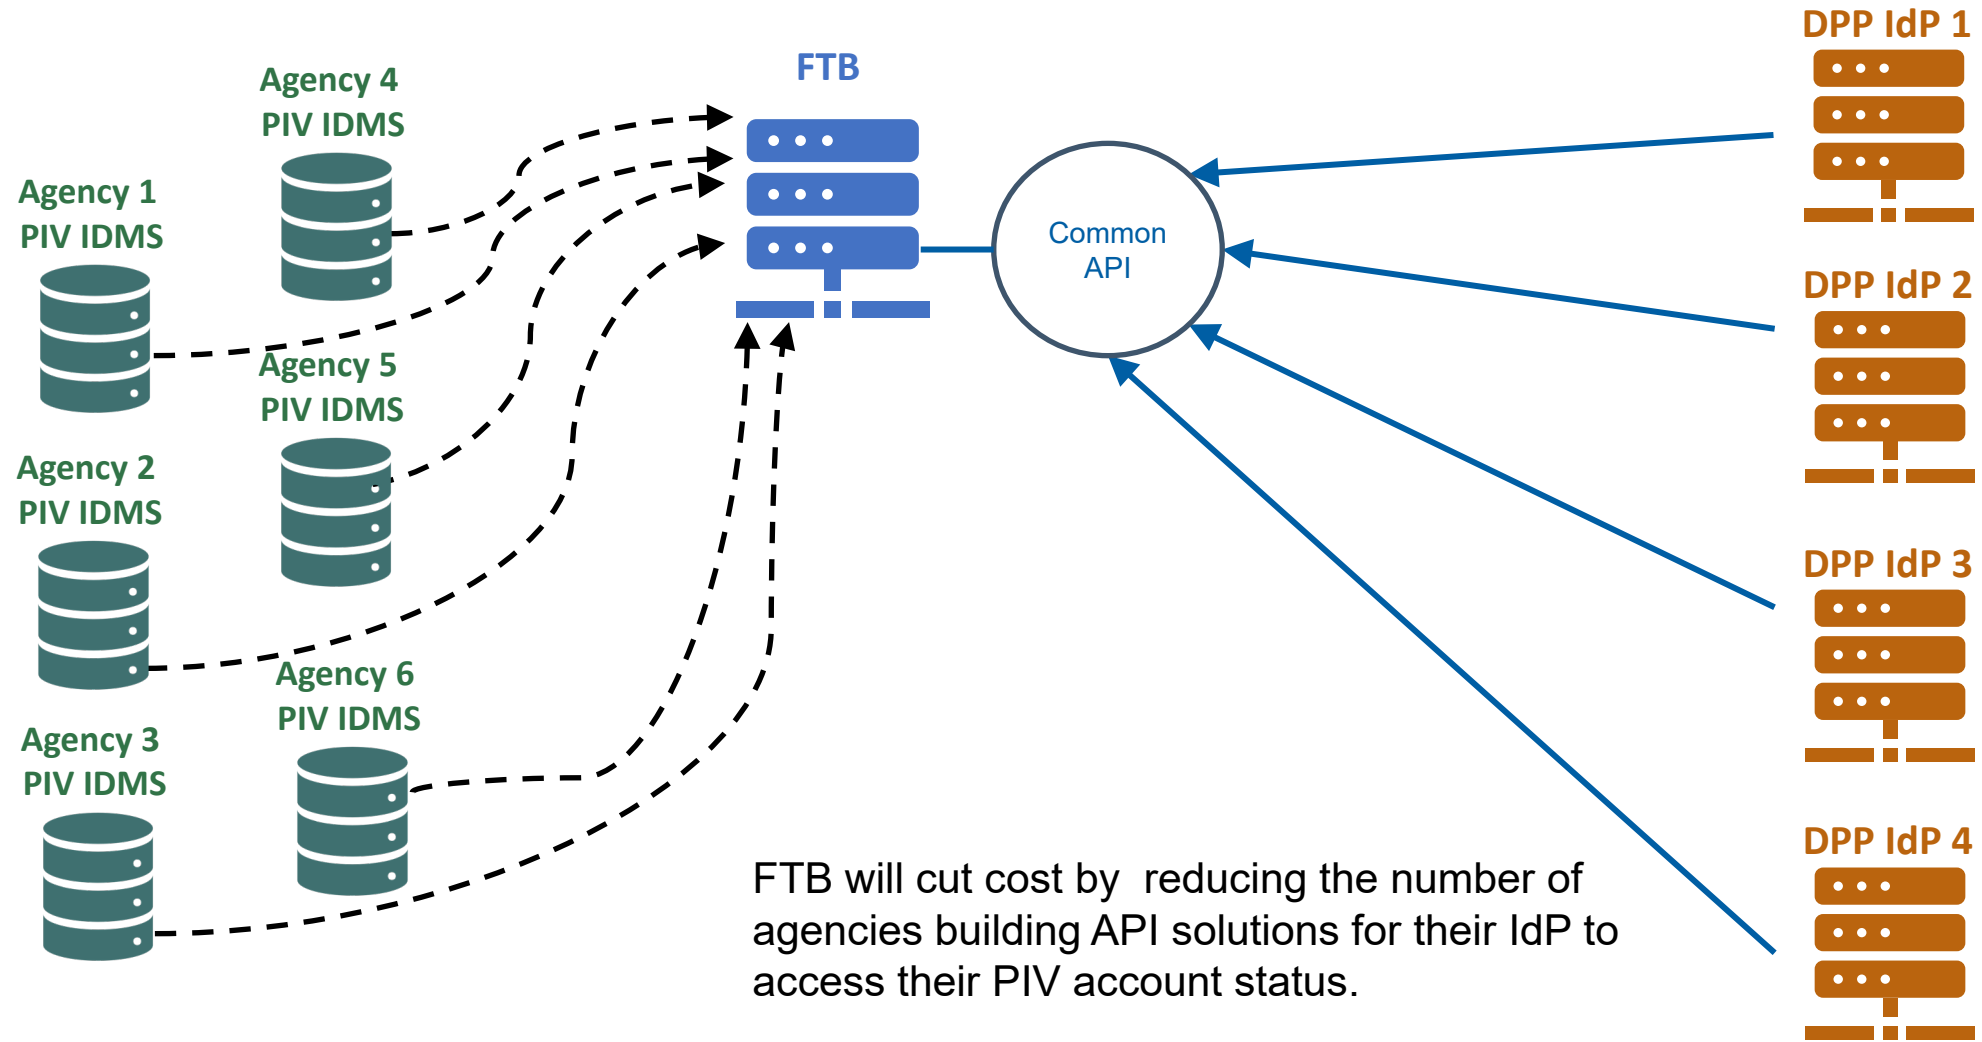 Agency 4
PIV IDMS
Agency 1
PIV IDMS
Agency 5
PIV IDMS
Agency 2
PIV IDMS
Agency 6
PIV IDMS
Agency 3
PIV IDMS
FTB
Common
API
DPP IdP 1
DPP IdP 2
DPP IdP 3
DPP IdP 4
FTB will cut cost by  reducing the number of
agencies building API solutions for their IdP to
access their PIV account status.